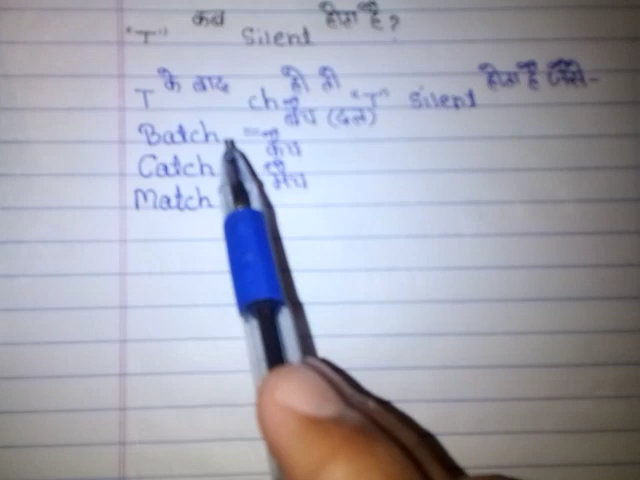 "T" कब Silent होता है?
T के बाद ch हो तो "T" Silent होता है जैसे-
Batch = बैच (दल)
Catch कैच
Match मैच